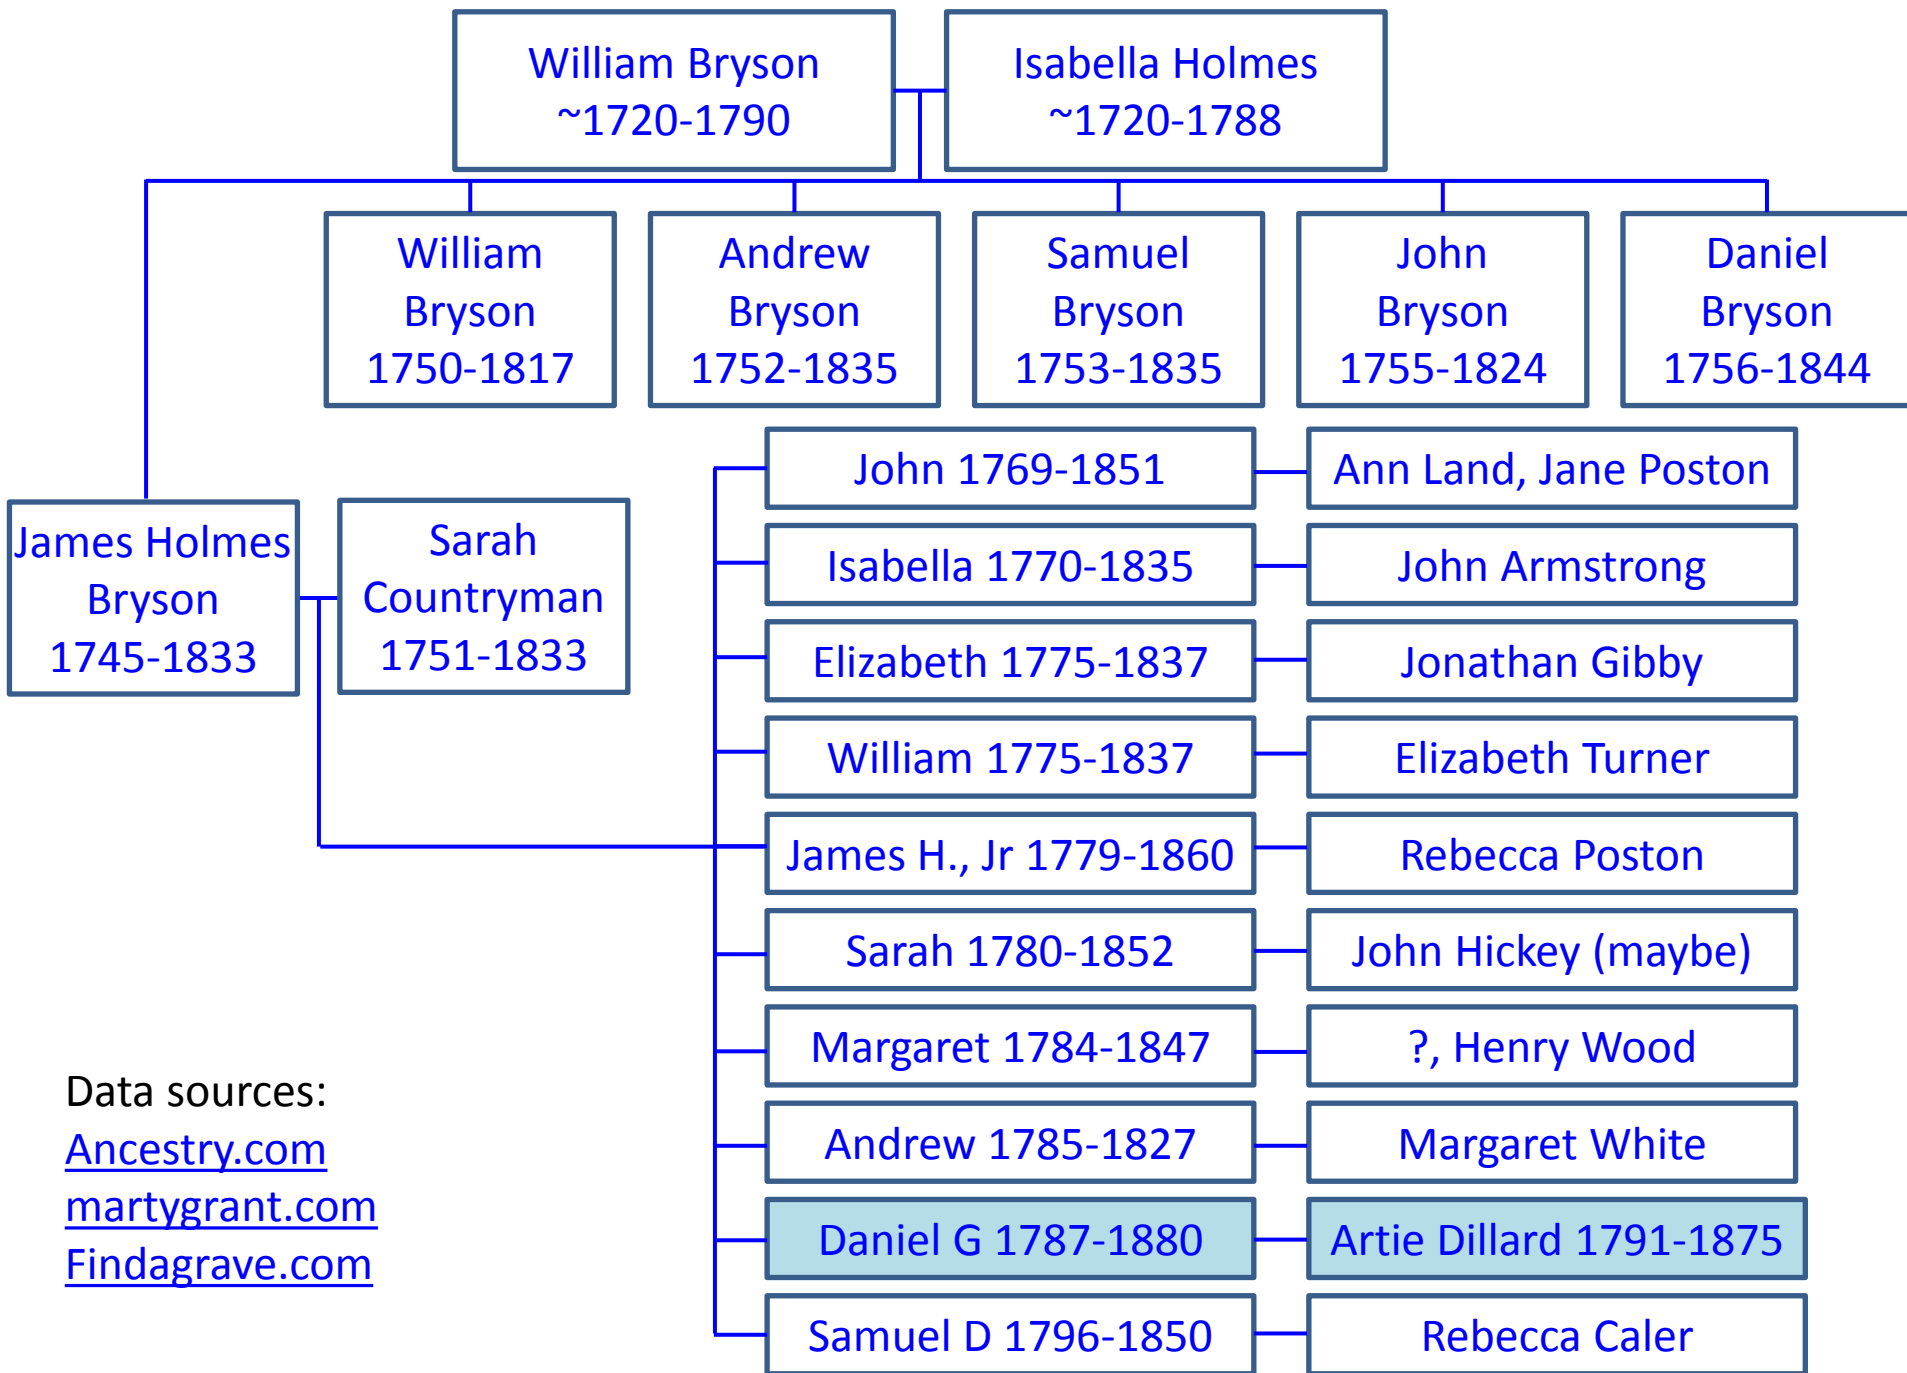 William Bryson
~1720-1790
Isabella Holmes
~1720-1788
William
Bryson
1750-1817
Andrew
Bryson
1752-1835
Samuel
Bryson
1753-1835
John
Bryson
1755-1824
Daniel
Bryson
1756-1844
James Holmes
Bryson
1745-1833
Sarah
Countryman
1751-1833
John 1769-1851
Ann Land, Jane Poston
Isabella 1770-1835
John Armstrong
Elizabeth 1775-1837
Jonathan Gibby
William 1775-1837
Elizabeth Turner
James H., Jr 1779-1860
Rebecca Poston
Sarah 1780-1852
John Hickey (maybe)
Margaret 1784-1847
?, Henry Wood
Andrew 1785-1827
Margaret White
Daniel G 1787-1880
Artie Dillard 1791-1875
Samuel D 1796-1850
Rebecca Caler
Data sources:
Ancestry.com
martygrant.com
Findagrave.com